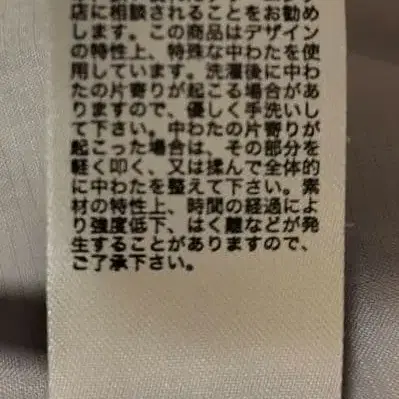 店に相談されることをお勧め
します。この商品はデザイン
の特性上、特殊な中わたを使
用しています。洗濯後に中わ
たの片寄りが起こる場合があ
りますので、優しく手洗いし
て下さい。中わたの片寄りが
起こった場合は、その部分を
軽く叩く、又は揉んで全体的
に中わたを整えて下さい。素
材の特性上、時間の経過によ
り強度低下、はく離などが発
生することがありますので、
ご了承下さい。